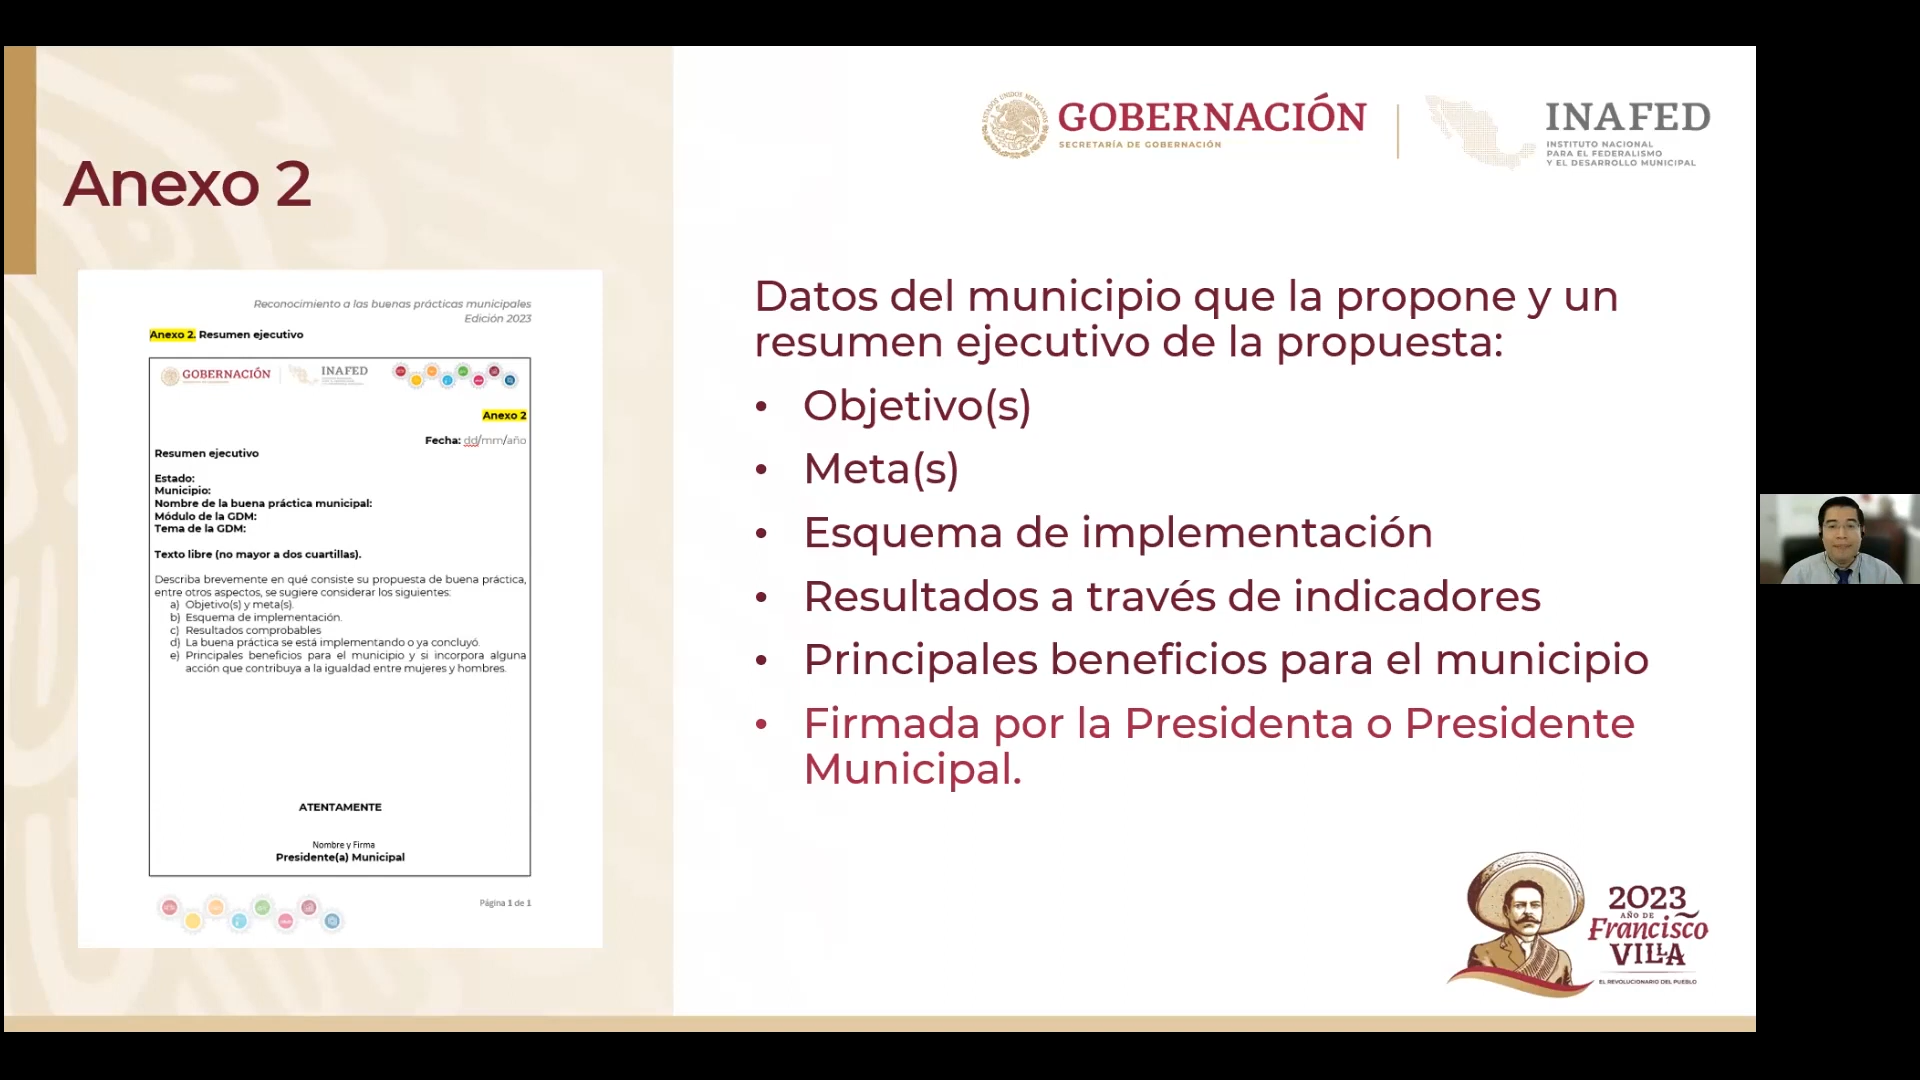 Anexo 2
Reconocimiento a las buenas prácticas municipales
Edición 2023
Anexo 2. Resumen ejecutivo
GOBERNACIÓN
INAFED
Anexo 2
Fecha: dd/mm/año
Resumen ejecutivo
Estado:
Municipio:
Nombre de la buena práctica municipal:
Módulo de la GDM:
Tema de la GDM:
Texto libre (no mayor a dos cuartillas).
Describa brevemente en qué consiste su propuesta de buena práctica,
entre otros aspectos, se sugiere considerar los siguientes:
a) Objetivo(s) y meta(s).
b) Esquema de implementación.
c) Resultados comprobables
d) La buena práctica se está implementando o ya concluyó.
e) Principales beneficios para el municipio y si incorpora alguna
acción que contribuya a la igualdad entre mujeres y hombres.
ATENTAMENTE
Nombre y Firma
Presidente(a) Municipal
Página 1 de 1
ESTADOS UNIDOS MEXICANOS
GOBERNACIÓN
SECRETARÍA DE GOBERNACIÓN
INAFED
INSTITUTO NACIONAL
PARA EL FEDERALISMO
Y EL DESARROLLO MUNICIPAL
Datos del municipio que la propone y un
resumen ejecutivo de la propuesta:
• Objetivo(s)
• Meta(s)
• Esquema de implementación
• Resultados a través de indicadores
• Principales beneficios para el municipio
• Firmada por la Presidenta o Presidente
Municipal.
2023
AÑO DE
Francisco
VILLA
EL REVOLUCIONARIO DEL PUEBLO